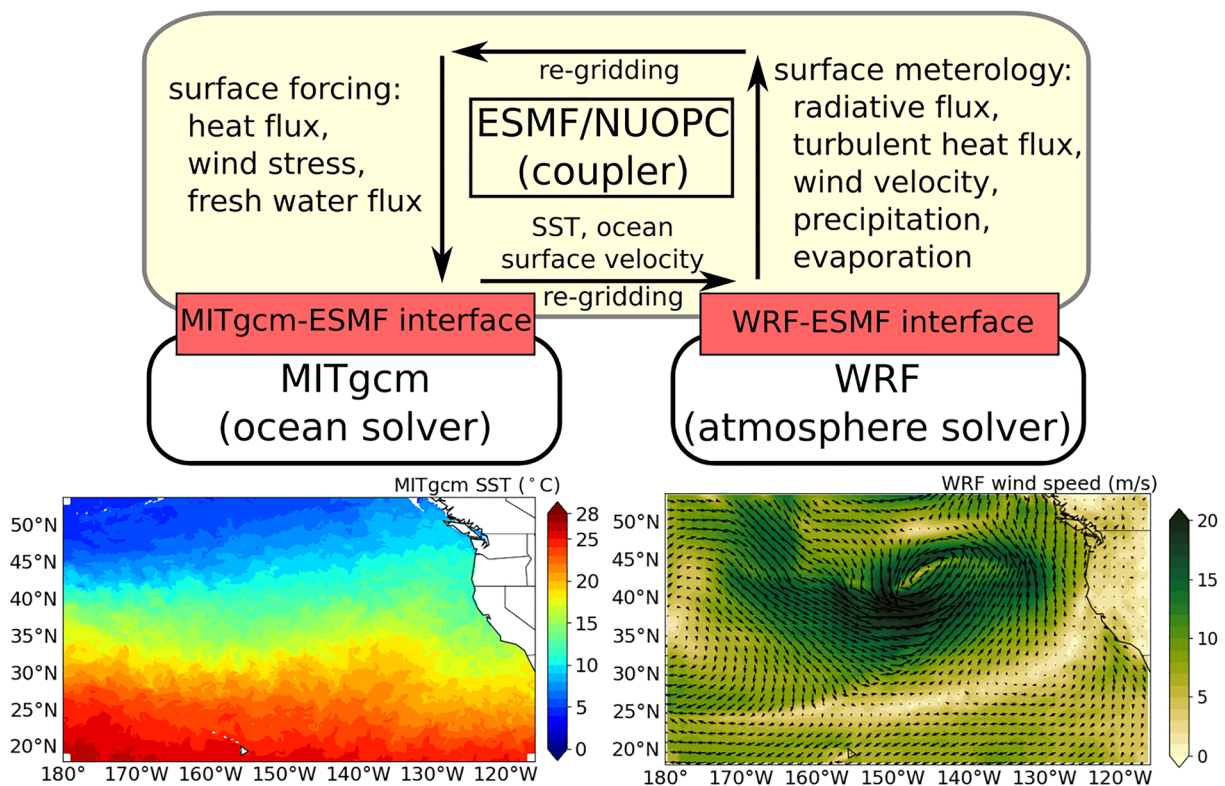 re-gridding
surface forcing:
heat flux,
wind stress,
fresh water flux
ESMF/NUOPC
(coupler)
SST, ocean
surface velocity
re-gridding
surface meterology:
radiative flux,
turbulent heat flux,
wind velocity,
precipitation,
evaporation
MITgcm-ESMF interface
WRF-ESMF interface
MITgcm
(ocean solver)
WRF
(atmosphere solver)
MITgcm SST (°C)
50°N
45°N
40°N
35°N
30°N
25°N
20°N
180° 170°W 160°W 150°W 140°W 130°W 120°W
28
25
20
15
10
5
0
WRF wind speed (m/s)
50°N
45°N
40°N
35°N
30°N
25°N
20°N
180° 170°W 160°W 150°W 140°W 130°W 120°W
20
15
10
5
0